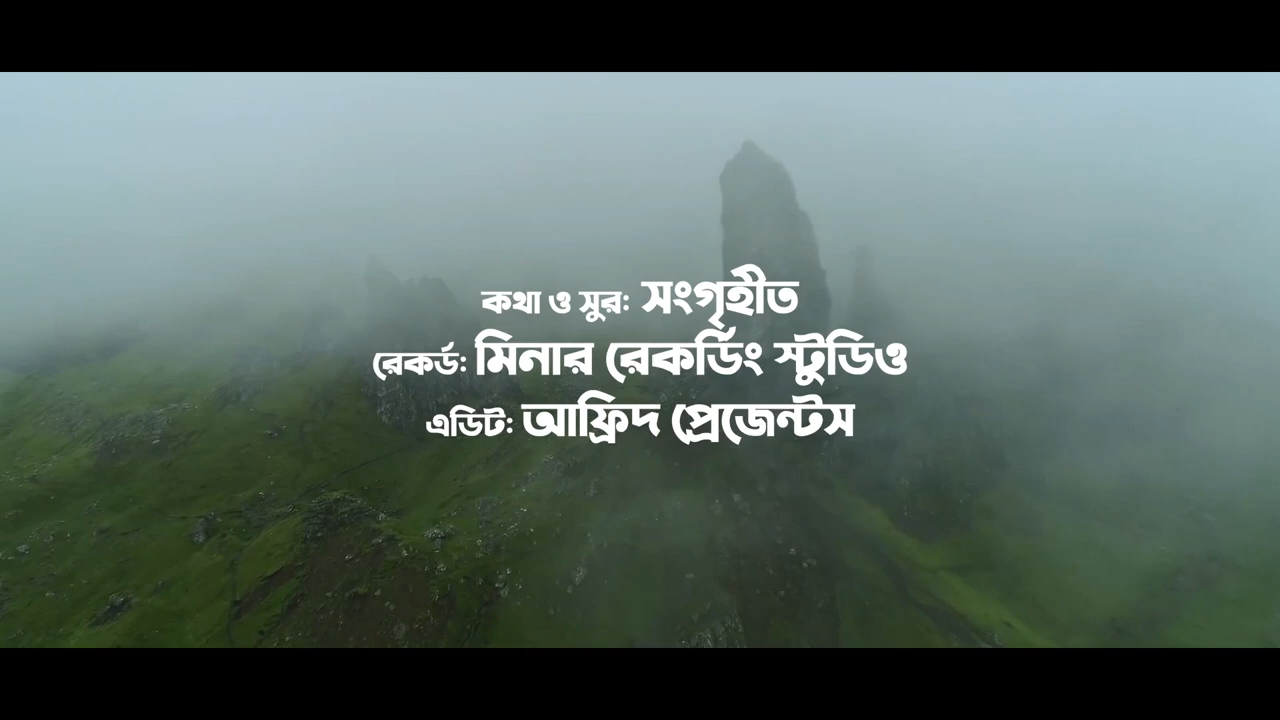 কথা ও সুর: সংগৃহীত
রেকর্ড: মিনার রেকর্ডিং স্টুডিও
এডিট: আফ্রিদ প্রেজেন্টস